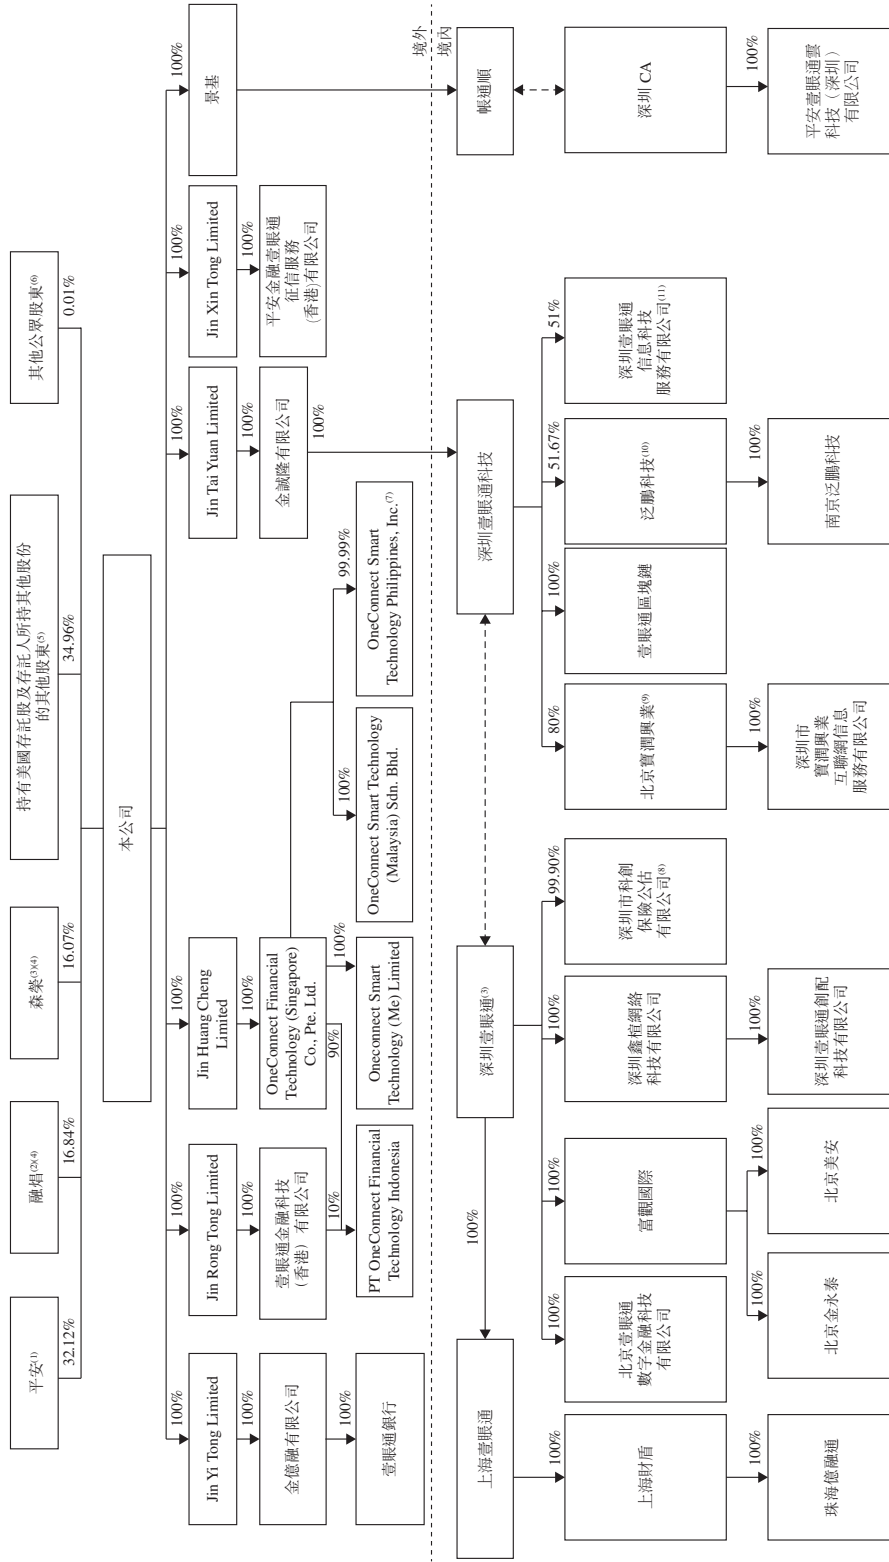 平安(1)
融焻(2)(4)
森榮(3)(4)
持有美國存託股及存託人所持其他股份
的其他股東(5)
其他公眾股東(6)
32.12%
16.84%
16.07%
34.96%
0.01%
本公司
100%
100%
100%
100%
100%
100%
Jin Yi Tong Limited
Jin Rong Tong Limited
Jin Huang Cheng
Limited
Jin Tai Yuan Limited
Jin Xin Tong Limited
景基
100%
100%
100%
100%
100%
金億融有限公司
壹賬通金融科技
（香港）有限公司
OneConnect Financial
Technology (Singapore)
Co., Pte. Ltd.
金誠隆有限公司
平安金融壹賬通
征信服務
(香港)有限公司
100%
10%
90%
100%
100%
99.99%
100%
壹賬通銀行
PT OneConnect Financial
Technology Indonesia
Oneconnect Smart
Technology (Me) Limited
OneConnect Smart Technology
(Malaysia) Sdn. Bhd.
OneConnect Smart
Technology Philippines, Inc.(7)
境外
境內
上海壹賬通
100%
深圳壹賬通(3)
深圳壹賬通科技
帳通順
100%
100%
100%
100%
99.90%
80%
100%
51.67%
51%
上海財盾
北京壹賬通
數字金融科技
有限公司
富觀國際
深圳鑫楦網絡
科技有限公司
深圳市科創
保險公估
有限公司(8)
北京寶潤興業(9)
壹賬通區塊鏈
泛鵬科技(10)
深圳壹賬通
信息科技
服務有限公司(11)
深圳 CA
100%
100%
100%
100%
100%
100%
100%
珠海億融通
北京金永泰
北京美安
深圳壹賬通創配
科技有限公司
深圳市
寶潤興業
互聯網信息
服務有限公司
南京泛鵬科技
平安壹賬通雲
科技（深圳）
有限公司